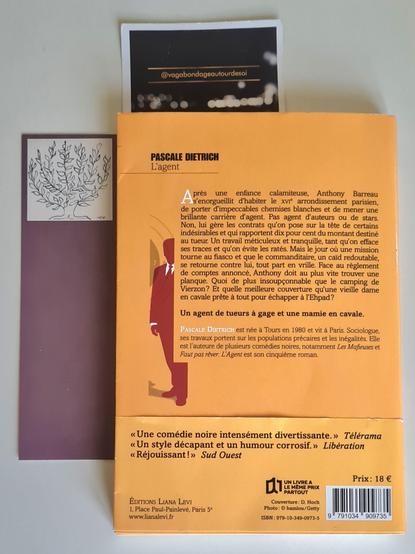 @vagabondageautourdesoi
PASCALE DIETRICH
L'agent
Après une enfance calamiteuse, Anthony Barreau
s'enorgueillit d'habiter le XVIe arrondissement parisien,
de porter d'impeccables chemises blanches et de mener une
brillante carrière d'agent. Pas agent d'auteurs ou de stars.
Non, lui gère les contrats qu'on pose sur la tête de certains
indésirables et qui rapportent dix pour cent du montant destiné
au tueur. Un travail méticuleux et tranquille, tant qu'on efface
ses traces et qu'on évite les ratés. Mais le jour où une mission
tourne au fiasco et que le commanditaire, un caïd redoutable,
se retourne contre lui, tout part en vrille. Face au règlement
de comptes annoncé, Anthony doit au plus vite trouver une
planque. Quoi de plus insoupçonnable que le camping de
Vierzon? Et quelle meilleure couverture qu'une vieille dame
en cavale prête à tout pour échapper à l'Ehpad?
Un agent de tueurs à gage et une mamie en cavale.
PASCALE DIETRICH est née à Tours en 1980 et vit à Paris. Sociologue,
ses travaux portent sur les populations précaires et les inégalités. Elle
est l'auteure de plusieurs comédies noires, notamment Les Mafieuses et
Faut pas rêver. L'Agent est son cinquième roman.
« Une comédie noire intensément divertissante. » Télérama
« Un style décapant et un humour corrosif. » Libération
« Réjouissant ! » Sud Ouest
ÉDITIONS LIANA LEVI
1, Place Paul-Painlevé, Paris 5e
www.lianalevi.fr
UN LIVRE A
LE MÊME PRIX
PARTOUT
Couverture : D. Hoch
Photo : © bamlou/Getty
ISBN : 979-10-349-0973-5
Prix : 18 €
9 791034 909735